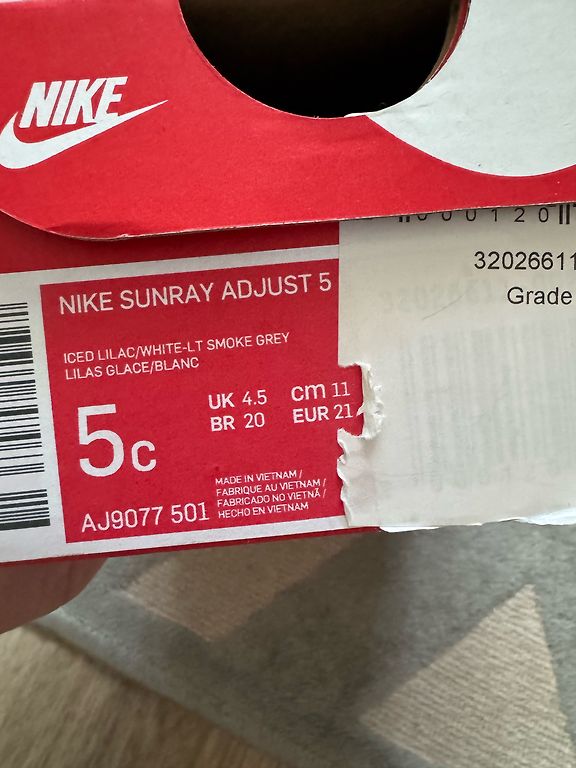 NIKE
000120
32026611
Grade
NIKE SUNRAY ADJUST 5
ICED LILAC/WHITE-LT SMOKE GREY
LILAS GLACE/BLANC
5C
UK 4.5 CM 11
BR 20 EUR 21
MADE IN VIETNAM /
FABRIQUE AU VIETNAM /
FABRICADO NO VIETNÃ /
HECHO EN VIETNAM
AJ9077 501